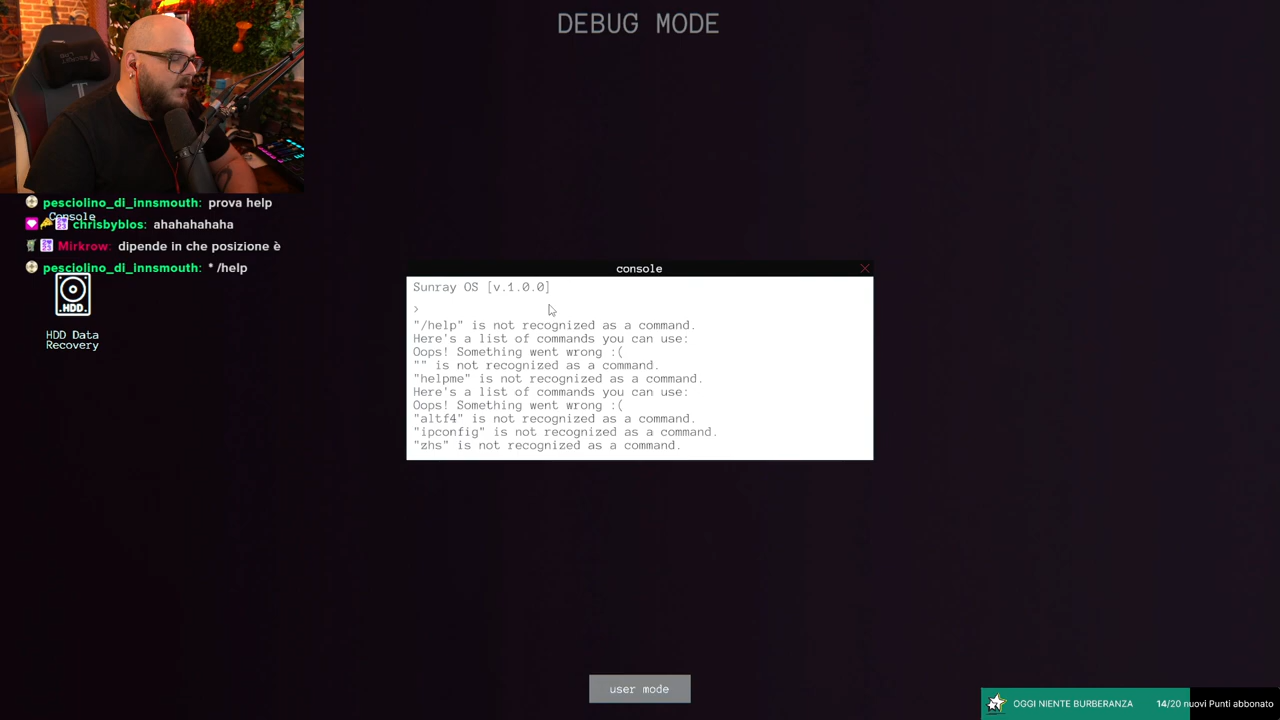 DEBUG MODE
pesciolino_di_innsmouth: prova help
Console
chrisbyblos: ahahahahaha
Mirkrow: dipende in che posizione è
pesciolino_di_innsmouth: * /help
.HDD.
HDD Data
Recovery
console
Sunray OS [v.1.0.0]
>
"/help" is not recognized as a command.
Here's a list of commands you can use:
Oops! Something went wrong :(
"" is not recognized as a command.
"helpme" is not recognized as a command.
Here's a list of commands you can use:
Oops! Something went wrong :(
"altf4" is not recognized as a command.
"ipconfig" is not recognized as a command.
"zhs" is not recognized as a command.
user mode
OGGI NIENTE BURBERANZA 14/20 nuovi Punti abbonato